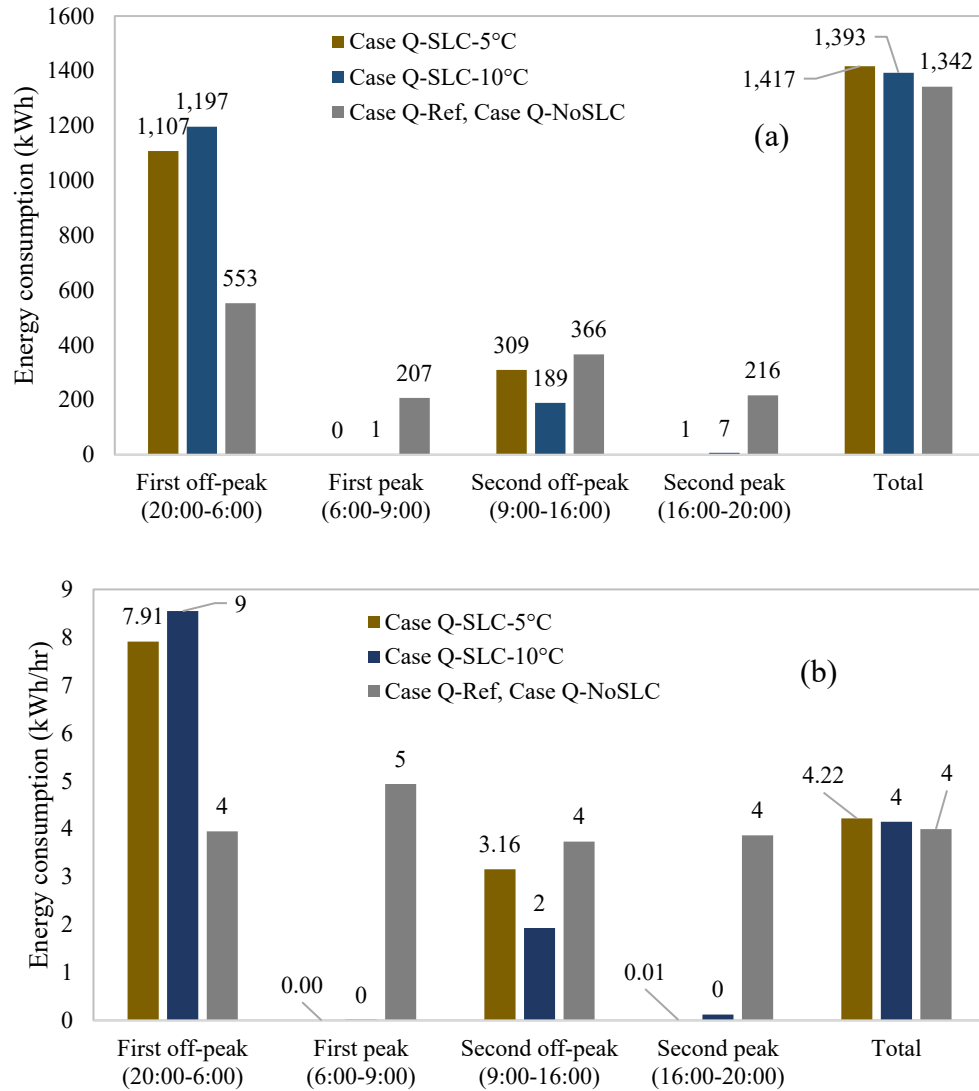 1600
1400
1200
1000
800
600
400
200
0
Energy consumption (kWh)
Case Q-SLC-5°C
Case Q-SLC-10°C
Case Q-Ref, Case Q-NoSLC
(a)
1,107
1,197
553
0
1
207
309
189
366
1
7
216
1,417
1,393
1,342
First off-peak
(20:00-6:00)
First peak
(6:00-9:00)
Second off-peak
(9:00-16:00)
Second peak
(16:00-20:00)
Total
9
8
7
6
5
4
3
2
1
0
Energy consumption (kWh/hr)
Case Q-SLC-5°C
Case Q-SLC-10°C
Case Q-Ref, Case Q-NoSLC
(b)
7.91
9
4
0.00
0
5
3.16
2
4
0.01
0
4
4.22
4
4
First off-peak
(20:00-6:00)
First peak
(6:00-9:00)
Second off-peak
(9:00-16:00)
Second peak
(16:00-20:00)
Total